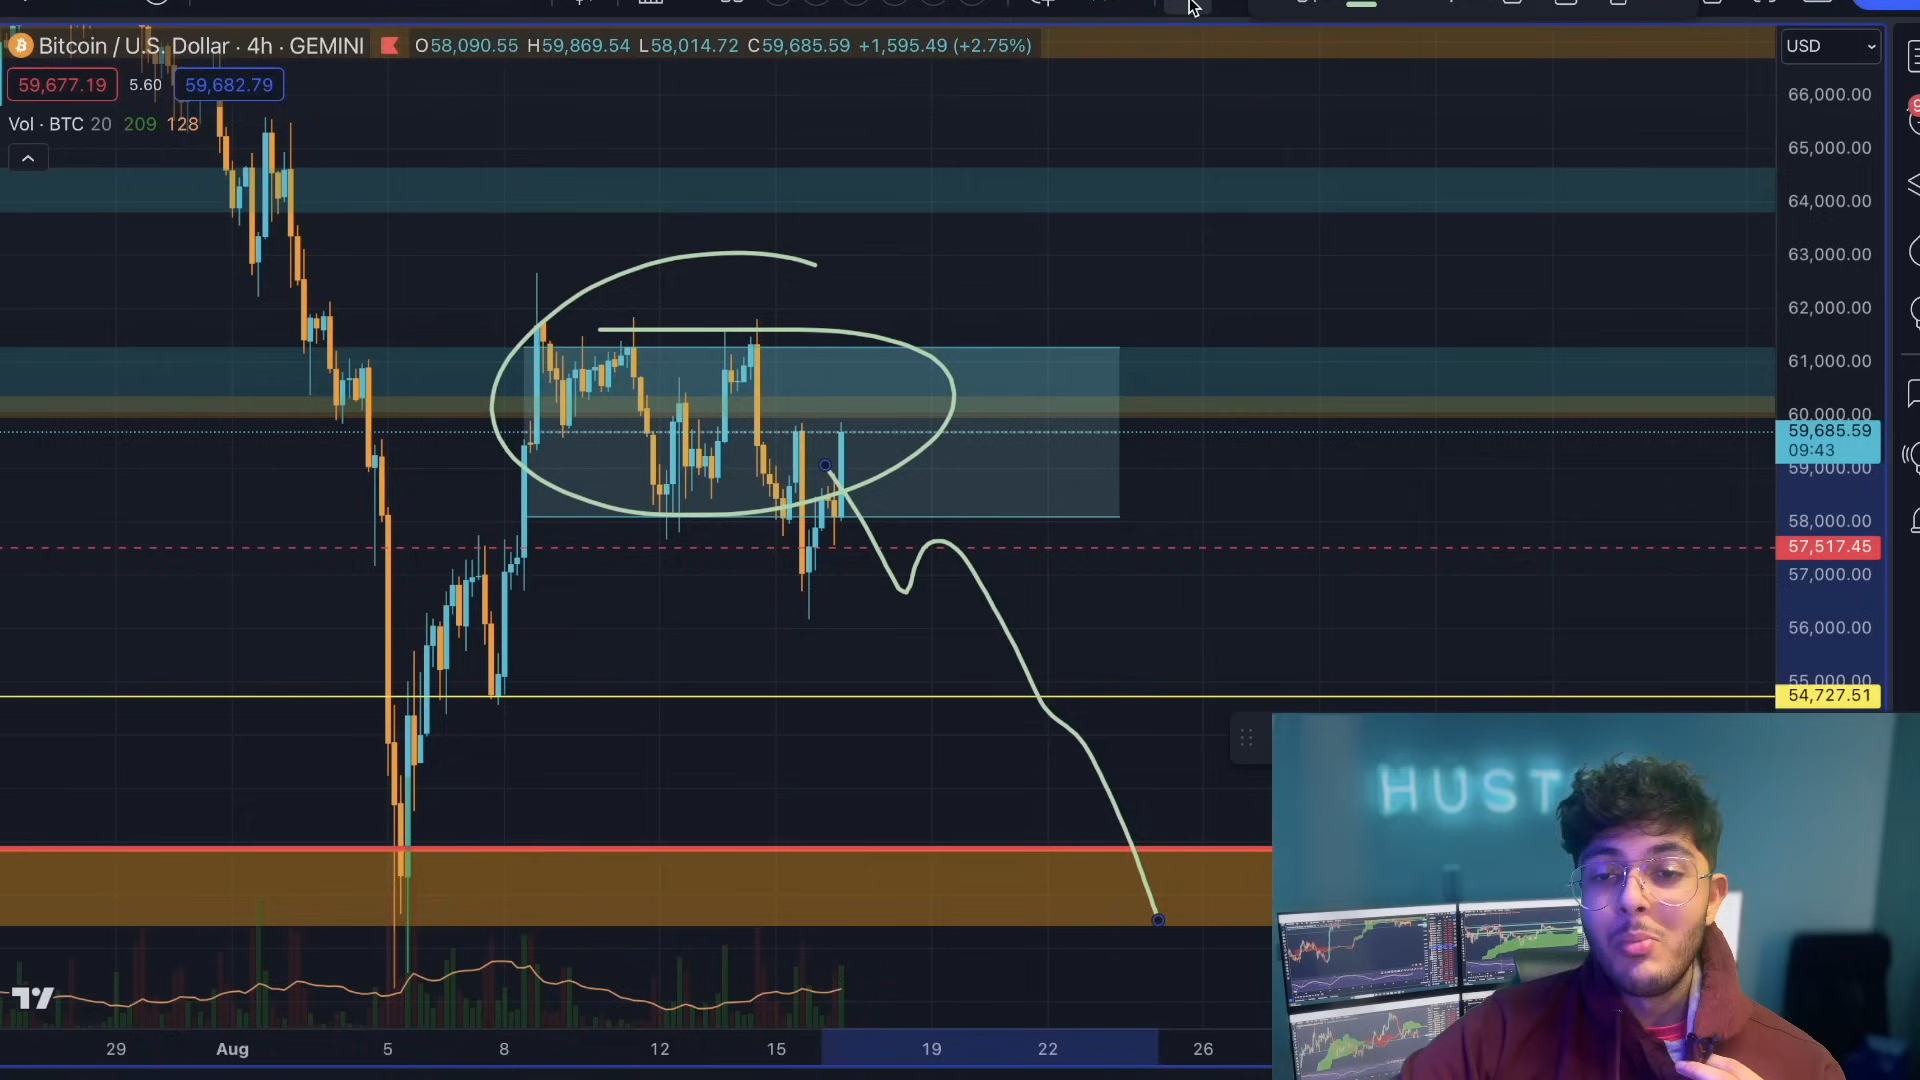 Bitcoin / U.S. Dollar · 4h · GEMINI O58,090.55 H59,869.54 L58,014.72 C59,685.59 +1,595.49 (+2.75%)
USD
59,677.19 5.60 59,682.79
Vol · BTC 20 209 128
66,000.00
65,000.00
64,000.00
63,000.00
62,000.00
61,000.00
60,000.00
59,685.59
09:43
59,000.00
58,000.00
57,517.45
57,000.00
56,000.00
55,000.00
54,727.51
HUST
29 Aug 5 8 12 15 19 22 26